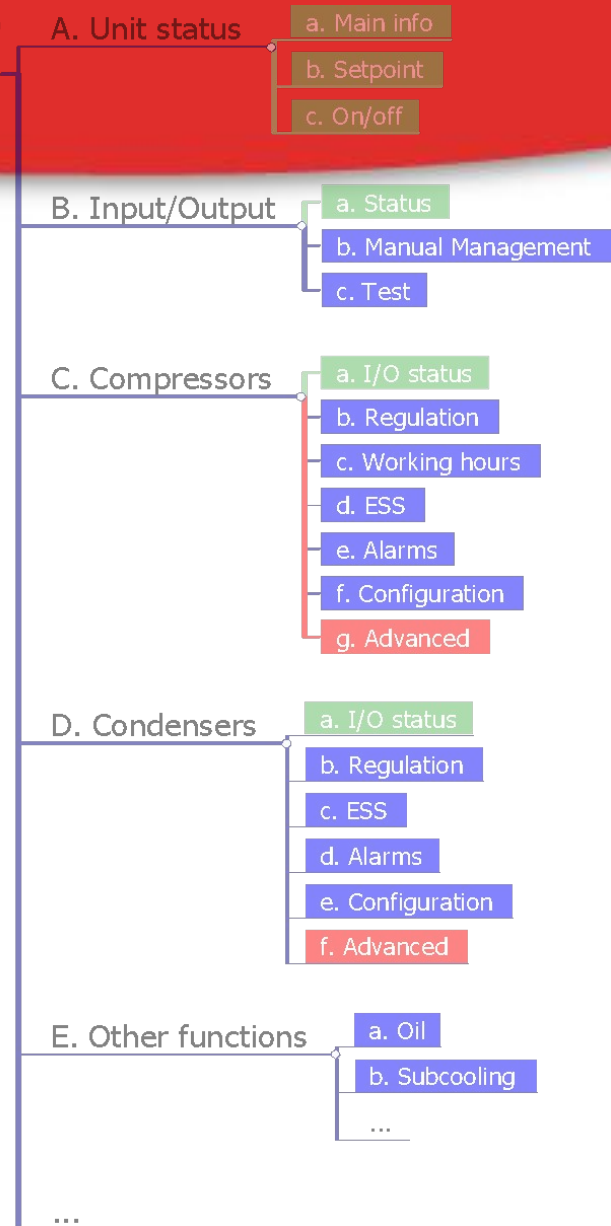 A. Unit status
a. Main info
b. Setpoint
c. On/off
B. Input/Output
a. Status
b. Manual Management
c. Test
C. Compressors
a. I/O status
b. Regulation
c. Working hours
d. ESS
e. Alarms
f. Configuration
g. Advanced
D. Condensers
a. I/O status
b. Regulation
c. ESS
d. Alarms
e. Configuration
f. Advanced
E. Other functions
a. Oil
b. Subcooling
...
...